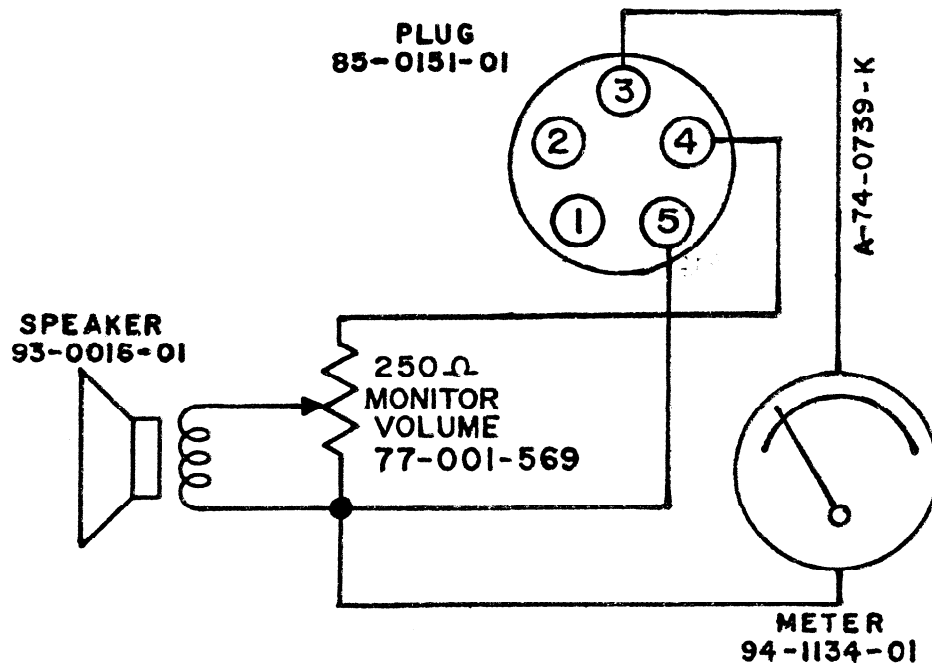 PLUG
85-0151-01
3
2
4
1
5
A-74-0739-K
SPEAKER
93-0016-01
250Ω
MONITOR
VOLUME
77-001-569
METER
94-1134-01